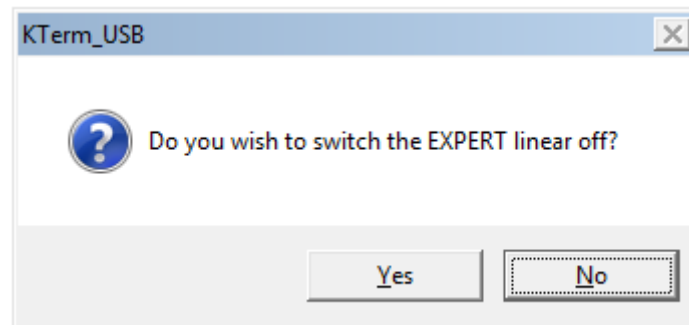 KTerm_USB
Do you wish to switch the EXPERT linear off?
Yes
No